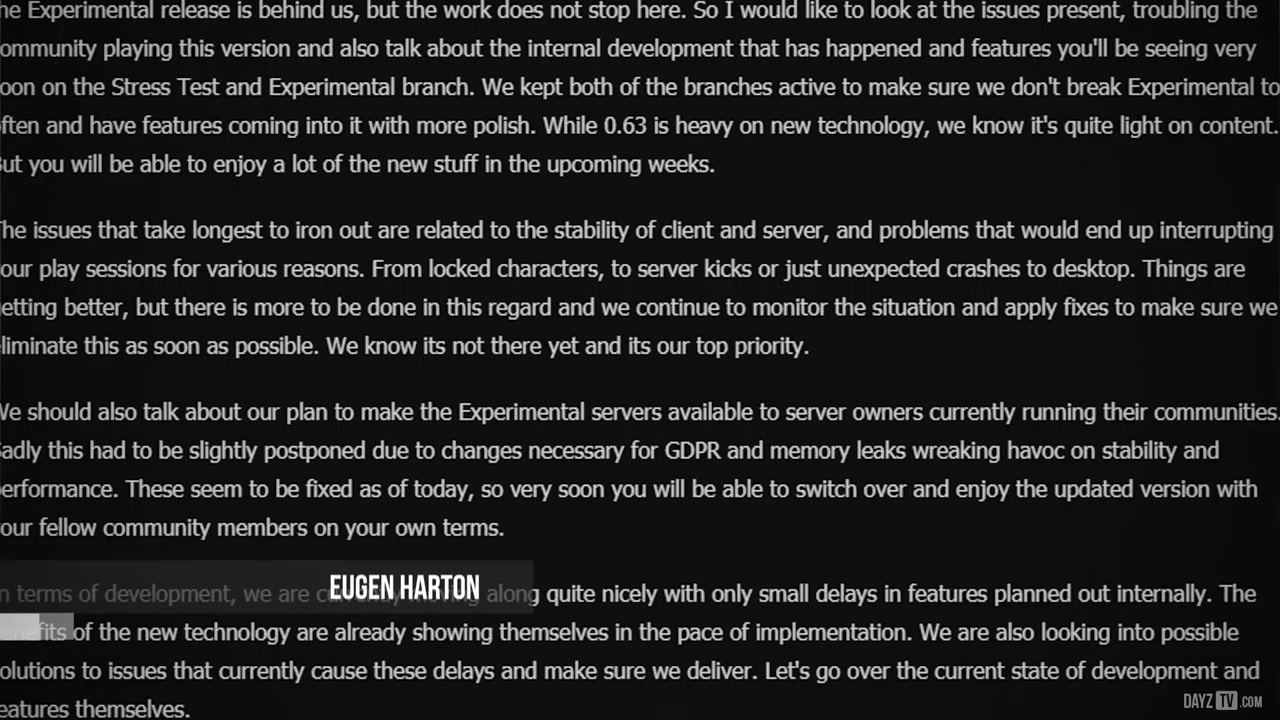 he Experimental release is behind us, but the work does not stop here. So I would like to look at the issues present, troubling the
ommunity playing this version and also talk about the internal development that has happened and features you'll be seeing very
oon on the Stress Test and Experimental branch. We kept both of the branches active to make sure we don't break Experimental to
ften and have features coming into it with more polish. While 0.63 is heavy on new technology, we know it's quite light on content.
But you will be able to enjoy a lot of the new stuff in the upcoming weeks.
The issues that take longest to iron out are related to the stability of client and server, and problems that would end up interrupting
our play sessions for various reasons. From locked characters, to server kicks or just unexpected crashes to desktop. Things are
getting better, but there is more to be done in this regard and we continue to monitor the situation and apply fixes to make sure we
eliminate this as soon as possible. We know its not there yet and its our top priority.
We should also talk about our plan to make the Experimental servers available to server owners currently running their communities.
Sadly this had to be slightly postponed due to changes necessary for GDPR and memory leaks wreaking havoc on stability and
performance. These seem to be fixed as of today, so very soon you will be able to switch over and enjoy the updated version with
our fellow community members on your own terms.
n terms of development, we are along quite nicely with only small delays in features planned out internally. The
EUGEN HARTON
of the new technology are already showing themselves in the pace of implementation. We are also looking into possible
olutions to issues that currently cause these delays and make sure we deliver. Let's go over the current state of development and
eatures themselves.
DAYZ TV .COM